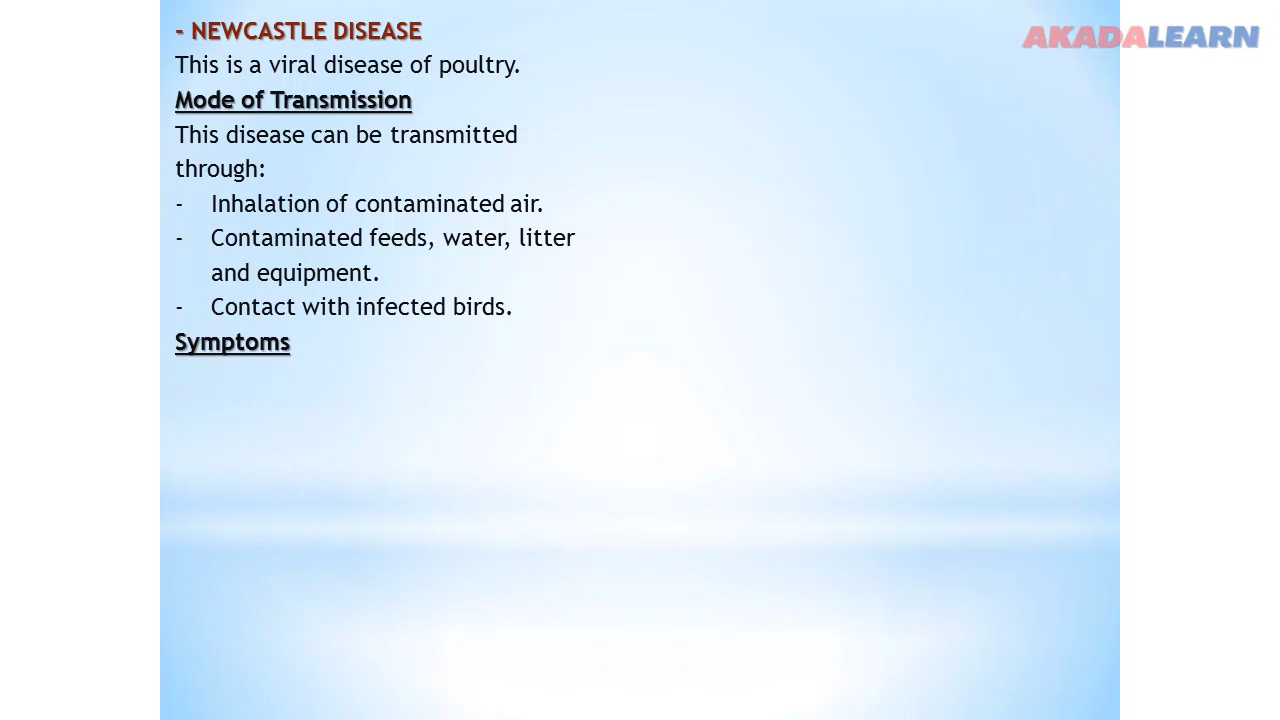 - NEWCASTLE DISEASE
AKADALEARN
This is a viral disease of poultry.
Mode of Transmission
This disease can be transmitted
through:
- Inhalation of contaminated air.
- Contaminated feeds, water, litter
and equipment.
- Contact with infected birds.
Symptoms